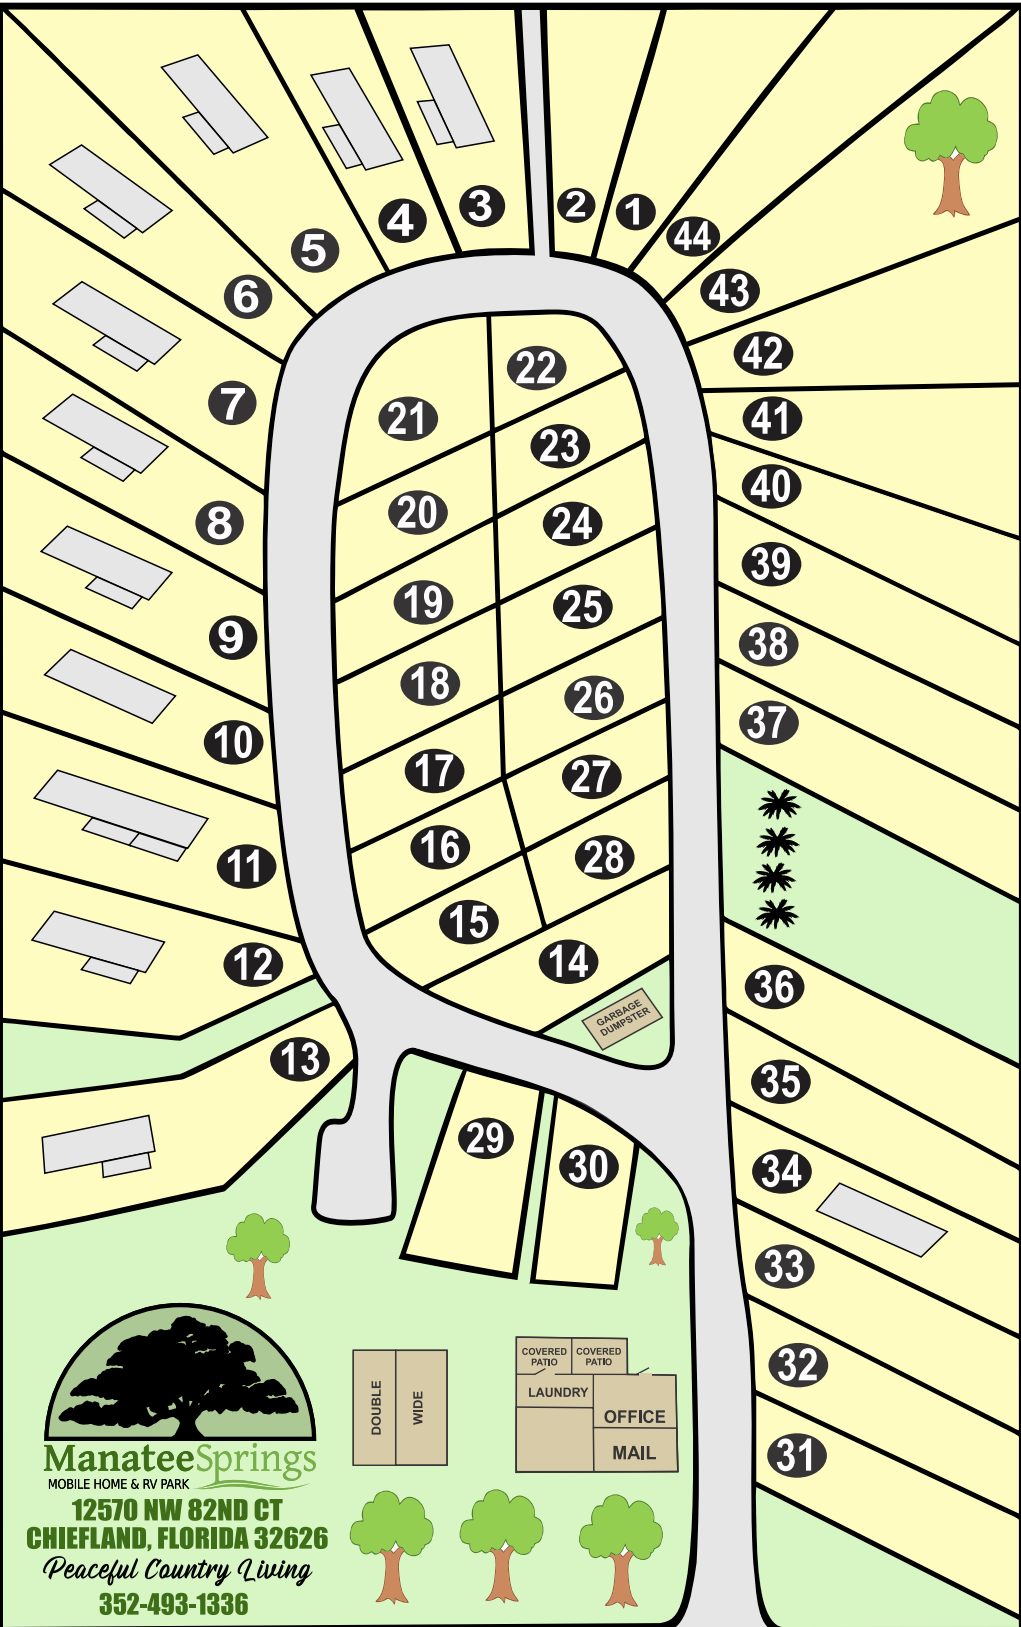 3
2
1
4
44
5
43
6
42
22
7
21
41
23
40
20
8
24
39
19
25
9
38
18
26
37
10
17
27
16
28
11
15
14
12
36
GARBAGE
DUMPSTER
13
35
29
30
34
33
COVERED
PATIO
COVERED
PATIO
LAUNDRY
OFFICE
MAIL
DOUBLE
WIDE
32
31
ManateeSprings
MOBILE HOME & RV PARK
12570 NW 82ND CT
CHIEFLAND, FLORIDA 32626
Peaceful Country Living
352-493-1336